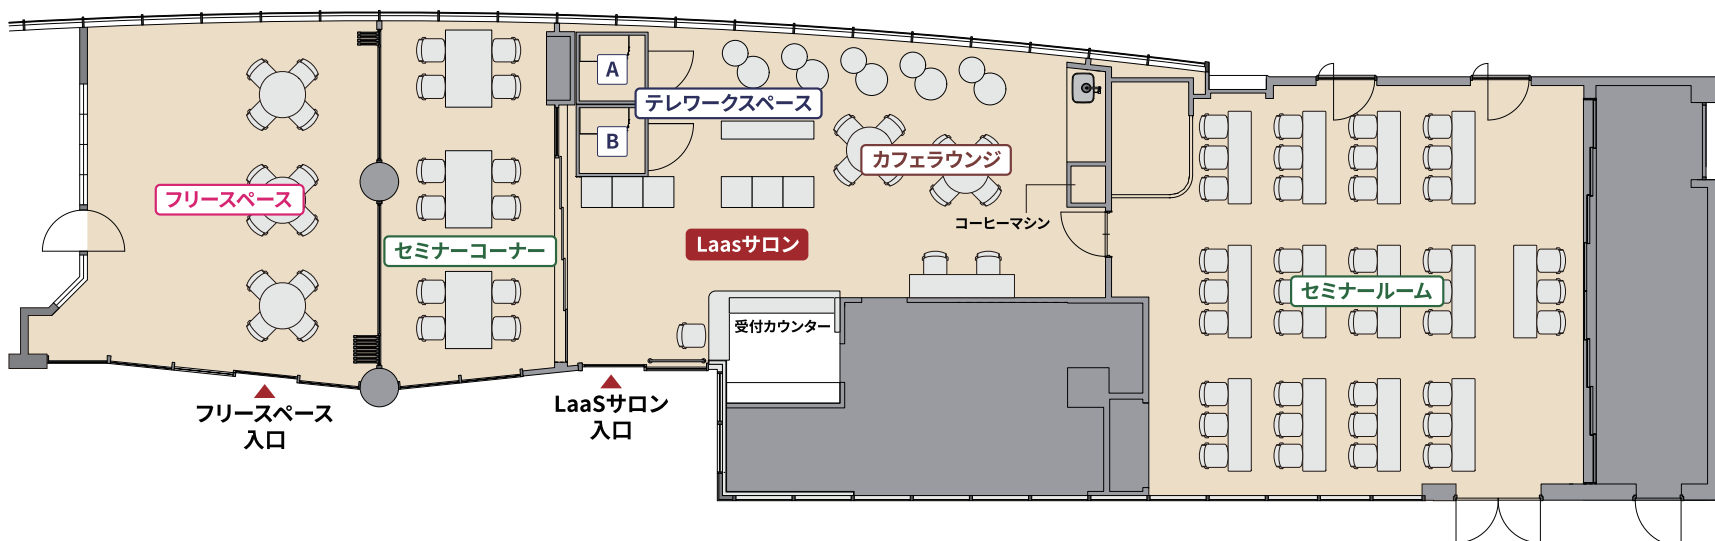 A
テレワークスペース
B
カフェラウンジ
フリースペース
コーヒーマシン
セミナーコーナー
Laasサロン
セミナールーム
受付カウンター
フリースペース
入口
LaaSサロン
入口